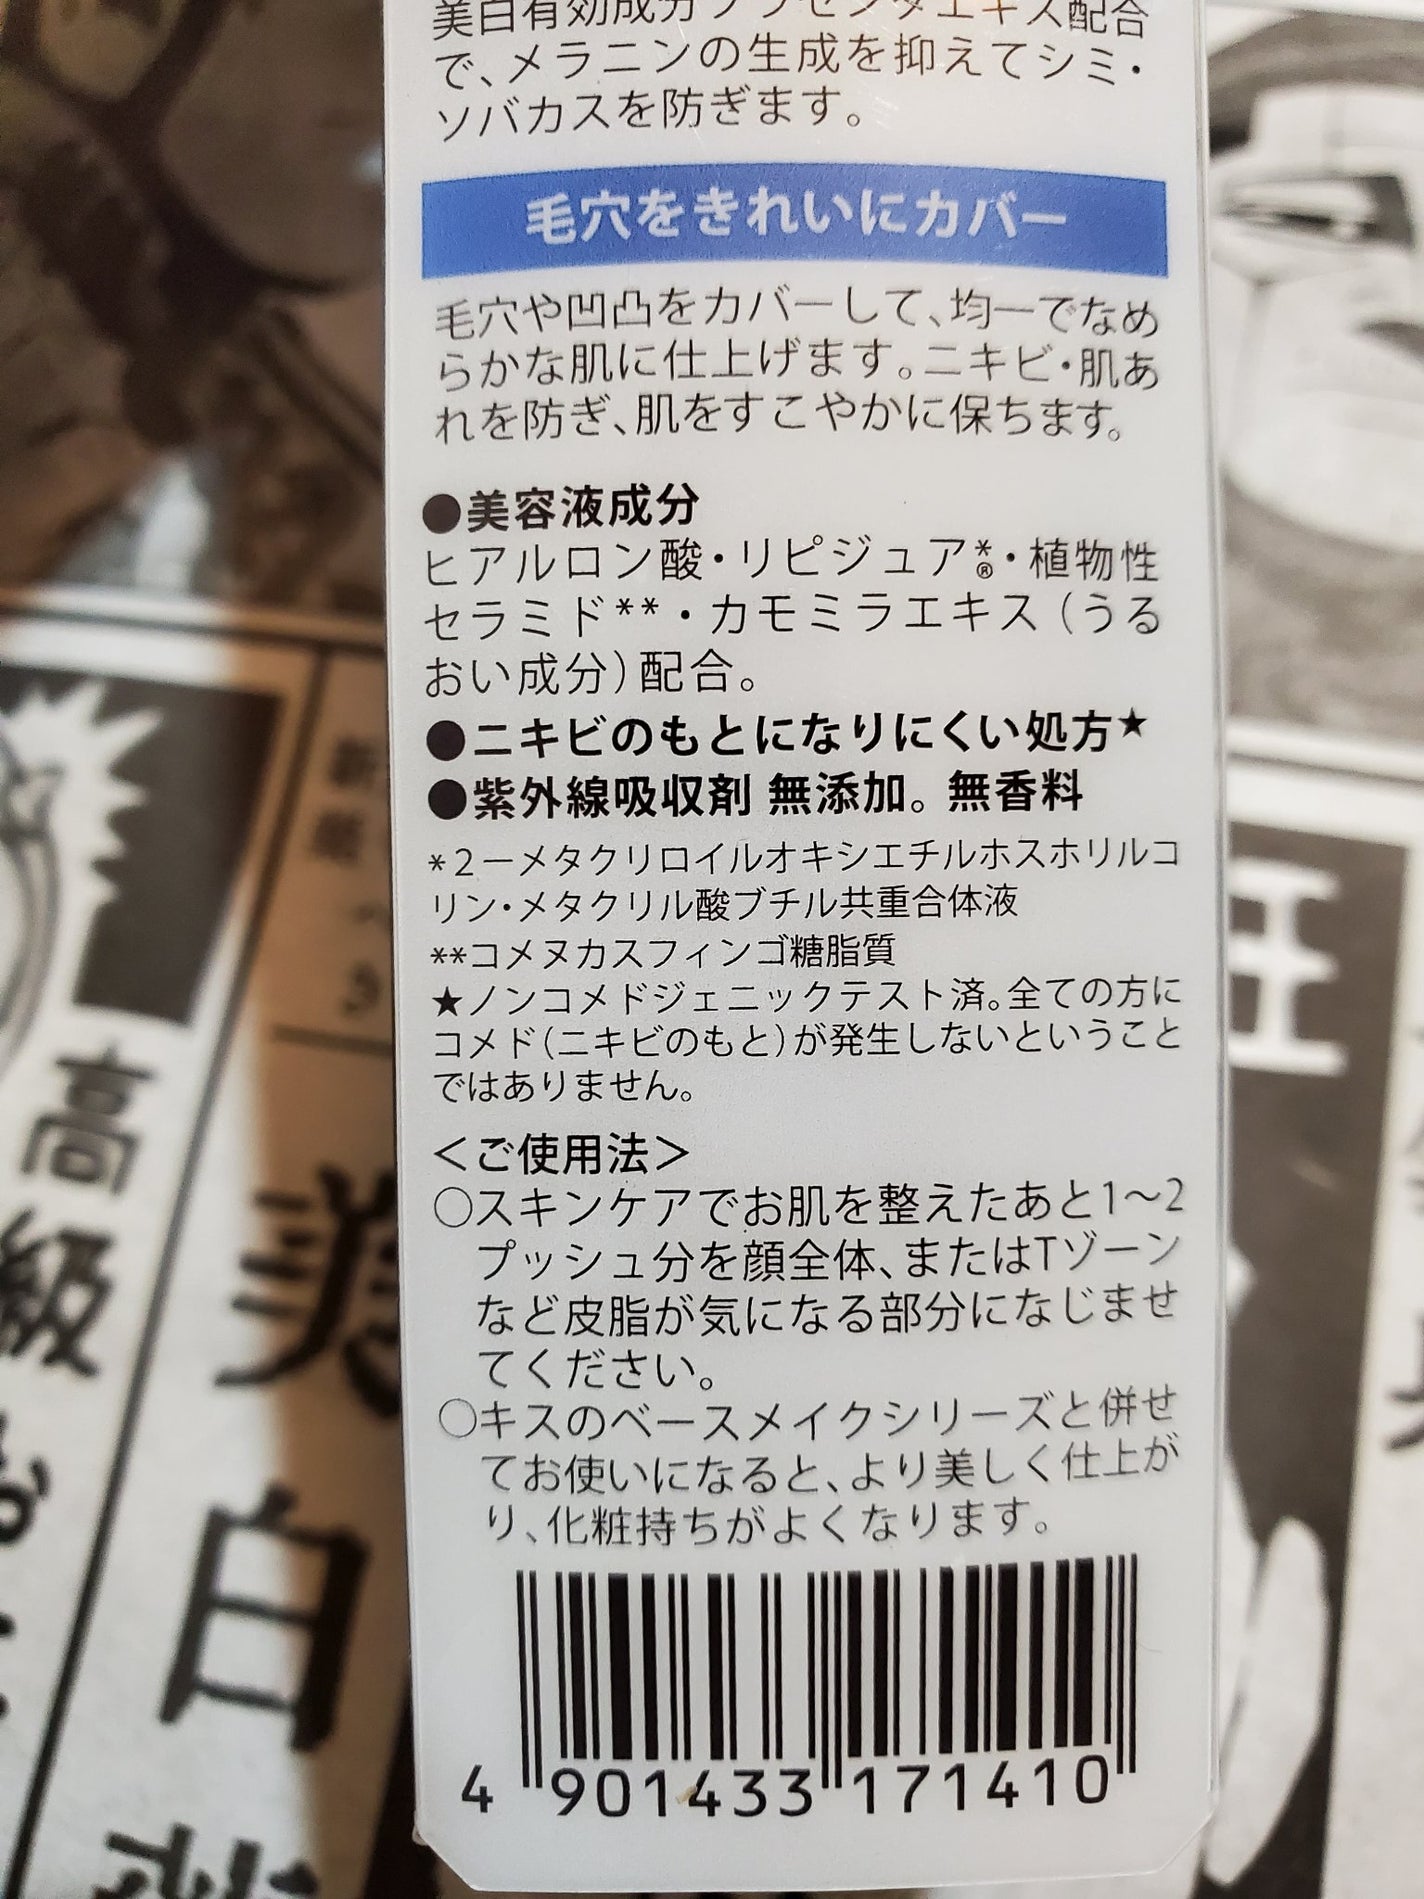 美白有効成分プラセンタエキス配合
で、メラニンの生成を抑えてシミ・
ソバカスを防ぎます。
毛穴をきれいにカバー
毛穴や凹凸をカバーして、均一でなめ
らかな肌に仕上げます。ニキビ・肌あ
れを防ぎ、肌をすこやかに保ちます。
●美容液成分
ヒアルロン酸・リピジュア*®・植物性
セラミド**・カモミラエキス(うる
おい成分)配合。
●ニキビのもとになりにくい処方★
●紫外線吸収剤 無添加。無香料
*2ーメタクリロイルオキシエチルホスホリルコ
リン・メタクリル酸ブチル共重合体液
**コメヌカスフィンゴ糖脂質
★ノンコメドジェニックテスト済。全ての方に
コメド(ニキビのもと)が発生しないということ
ではありません。
<ご使用法>
○スキンケアでお肌を整えたあと1〜2
プッシュ分を顔全体、またはTゾーン
など皮脂が気になる部分になじませ
てください。
○キスのベースメイクシリーズと併せ
てお使いになると、より美しく仕上が
り、化粧持ちがよくなります。
4 901433 171410
高級
美白